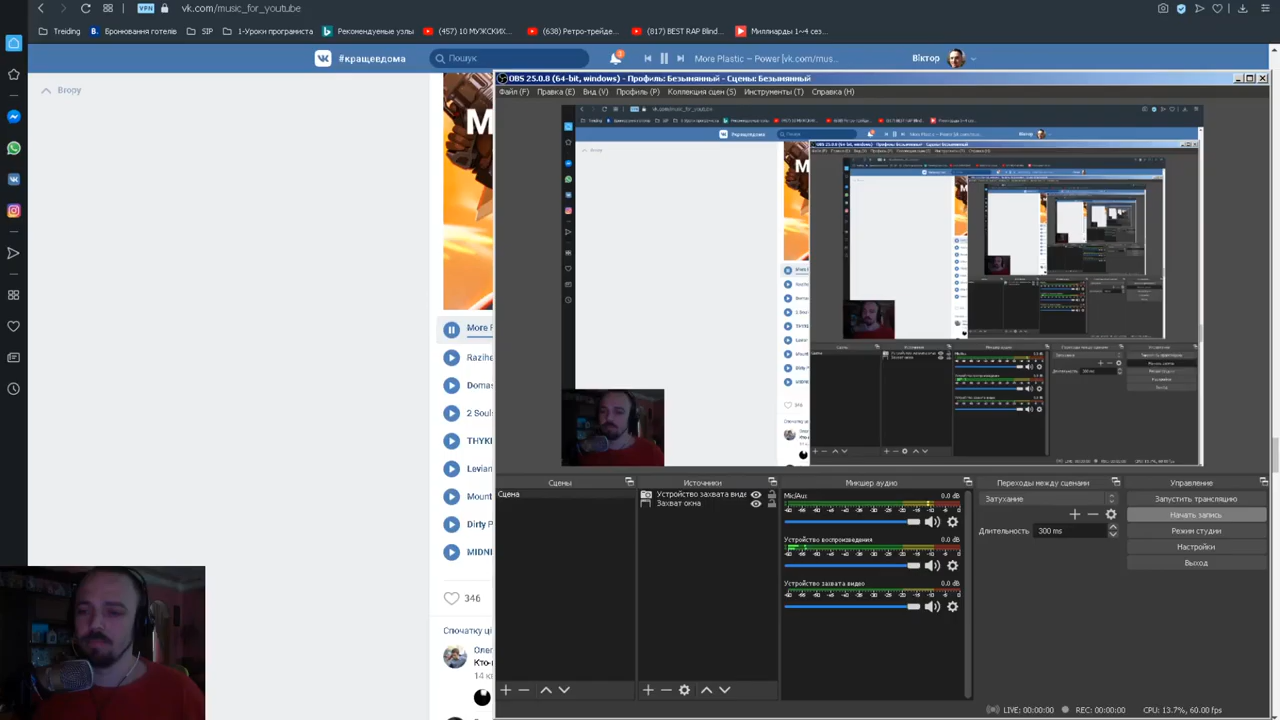 VPN
vk.com/music_for_youtube
Treiding
B. Бронювання готелів
SIP
1-Уроки програмиста
Рекомендуемые узлы
(457) 10 МУЖСКИХ...
(638) Ретро-трейде...
(817) BEST RAP Blind...
Миллиарды 1~4 сез...
#кращевдома
Пошук
3
More Plastic – Power [vk.com/mus...
Віктор
Вгору
OBS 25.0.8 (64-bit, windows) - Профиль: Безымянный - Сцены: Безымянный
Файл (F)
Правка (E)
Вид (V)
Профиль (P)
Коллекция сцен (S)
Инструменты (T)
Справка (H)
M
More F
Razihe
Domas
2 Souls
THYKI
Levian
Mount
Dirty P
MIDNI
346
Спочатку ці
Олег
Кто-н
14 кв
Сцены
Сцена
Источники
Устройство захвата виде
Захват окна
Микшер аудио
Mic/Aux
0.0 dB
Устройство воспроизведения
0.0 dB
Устройство захвата видео
0.0 dB
Переходы между сценами
Затухание
Длительность
300 ms
Управление
Запустить трансляцию
Начать запись
Режим студии
Настройки
Выход
LIVE: 00:00:00
REC: 00:00:00
CPU: 13.7%, 60.00 fps